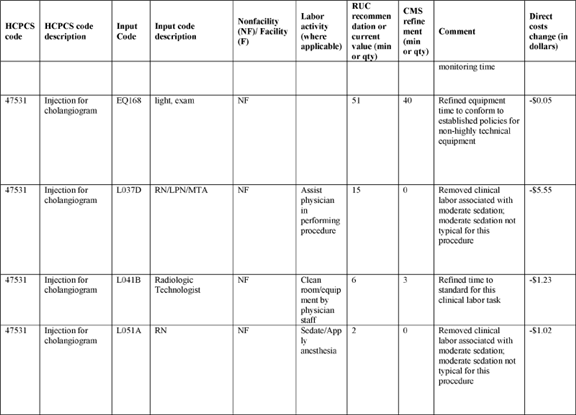 HCPCS code
HCPCS code description
Input Code
Input code description
Nonfacility (NF)/ Facility (F)
Labor activity (where applicable)
RUC recommen dation or current value (min or qty)
CMS refine ment (min or qty)
Comment
Direct costs change (in dollars)
monitoring time
47531 Injection for cholangiogram EQ168 light, exam NF 51 40 Refined equipment time to conform to established policies for non-highly technical equipment -$0.05
47531 Injection for cholangiogram L037D RN/LPN/MTA NF Assist physician in performing procedure 15 0 Removed clinical labor associated with moderate sedation; moderate sedation not typical for this procedure -$5.55
47531 Injection for cholangiogram L041B Radiologic Technologist NF Clean room/equip ment by physician staff 6 3 Refined time to standard for this clinical labor task -$1.23
47531 Injection for cholangiogram L051A RN NF Sedate/App ly anesthesia 2 0 Removed clinical labor associated with moderate sedation; moderate sedation not typical for this procedure -$1.02